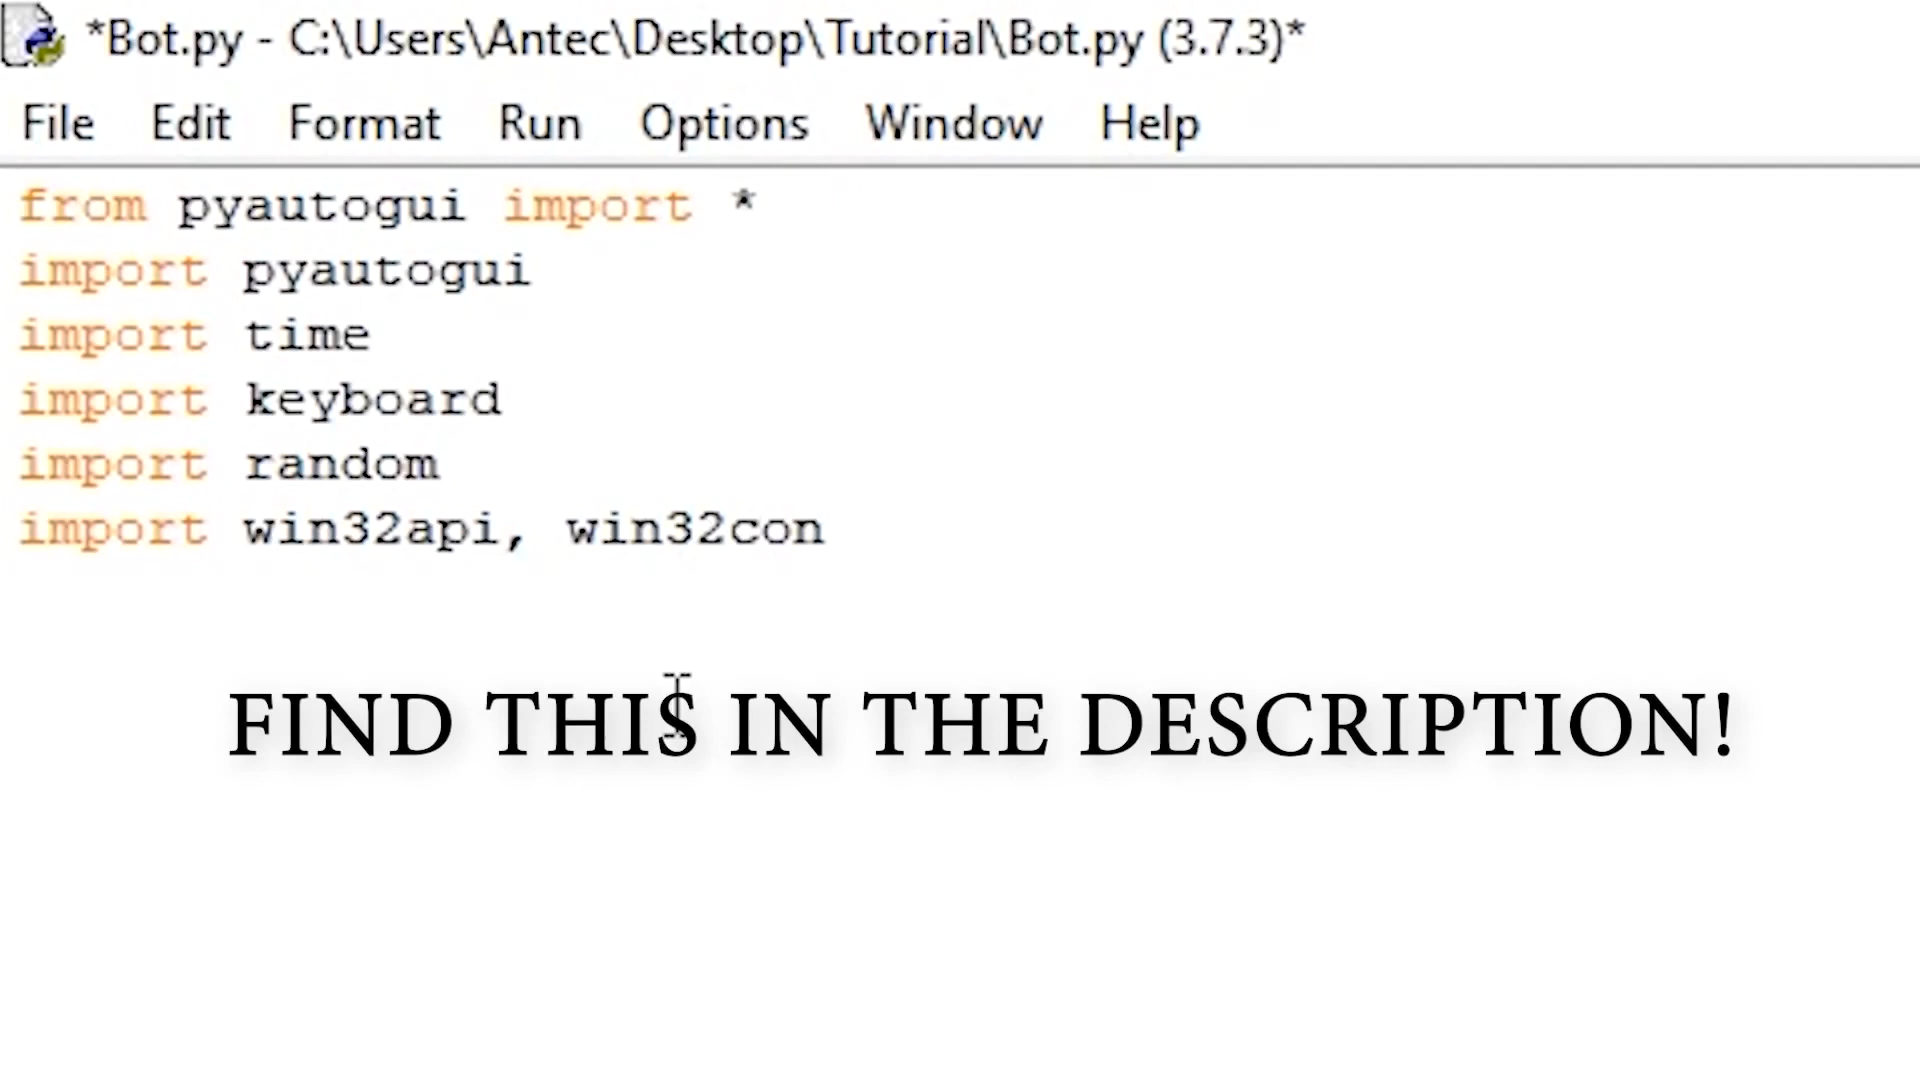 *Bot.py - C:\Users\Antec\Desktop\Tutorial\Bot.py (3.7.3)*
File Edit Format Run Options Window Help
from pyautogui import *
import pyautogui
import time
import keyboard
import random
import win32api, win32con
FIND THIS IN THE DESCRIPTION!